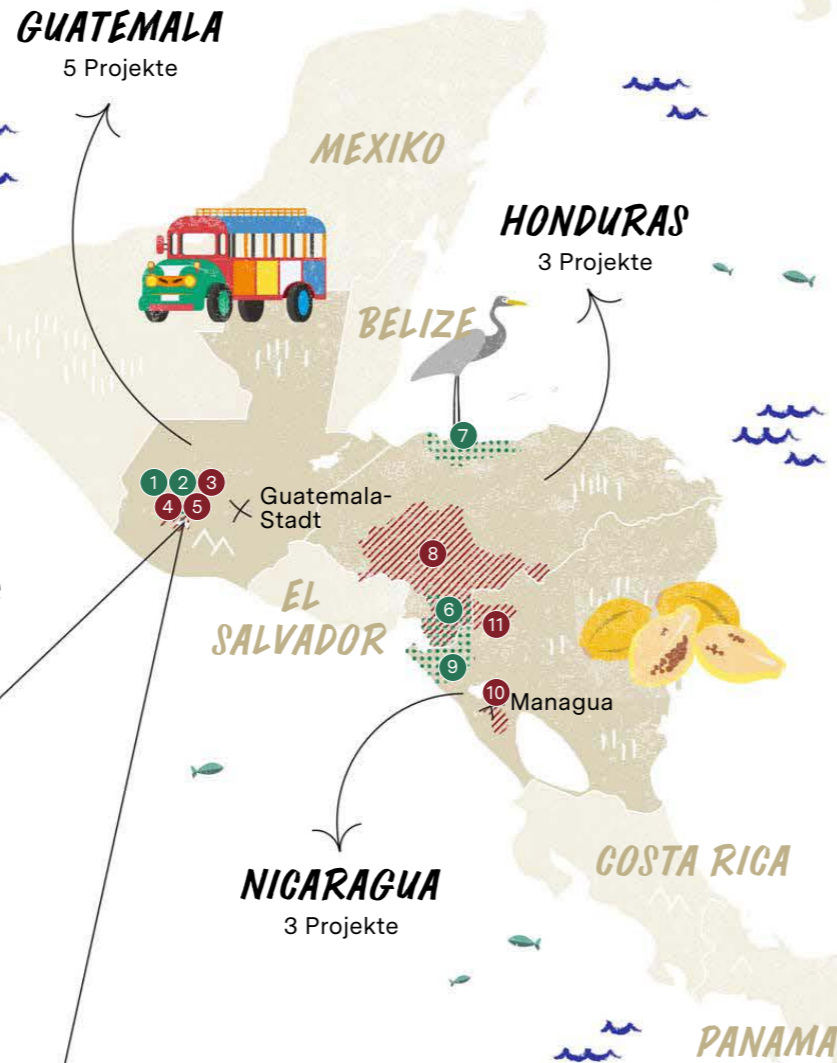 GUATEMALA
5 Projekte
MEXIKO
HONDURAS
3 Projekte
BELIZE
7
1 2 3
4 5
Guatemala-
Stadt
8
EL
SALVADOR
6
11
9
10
Managua
COSTA RICA
NICARAGUA
3 Projekte
PANAMA